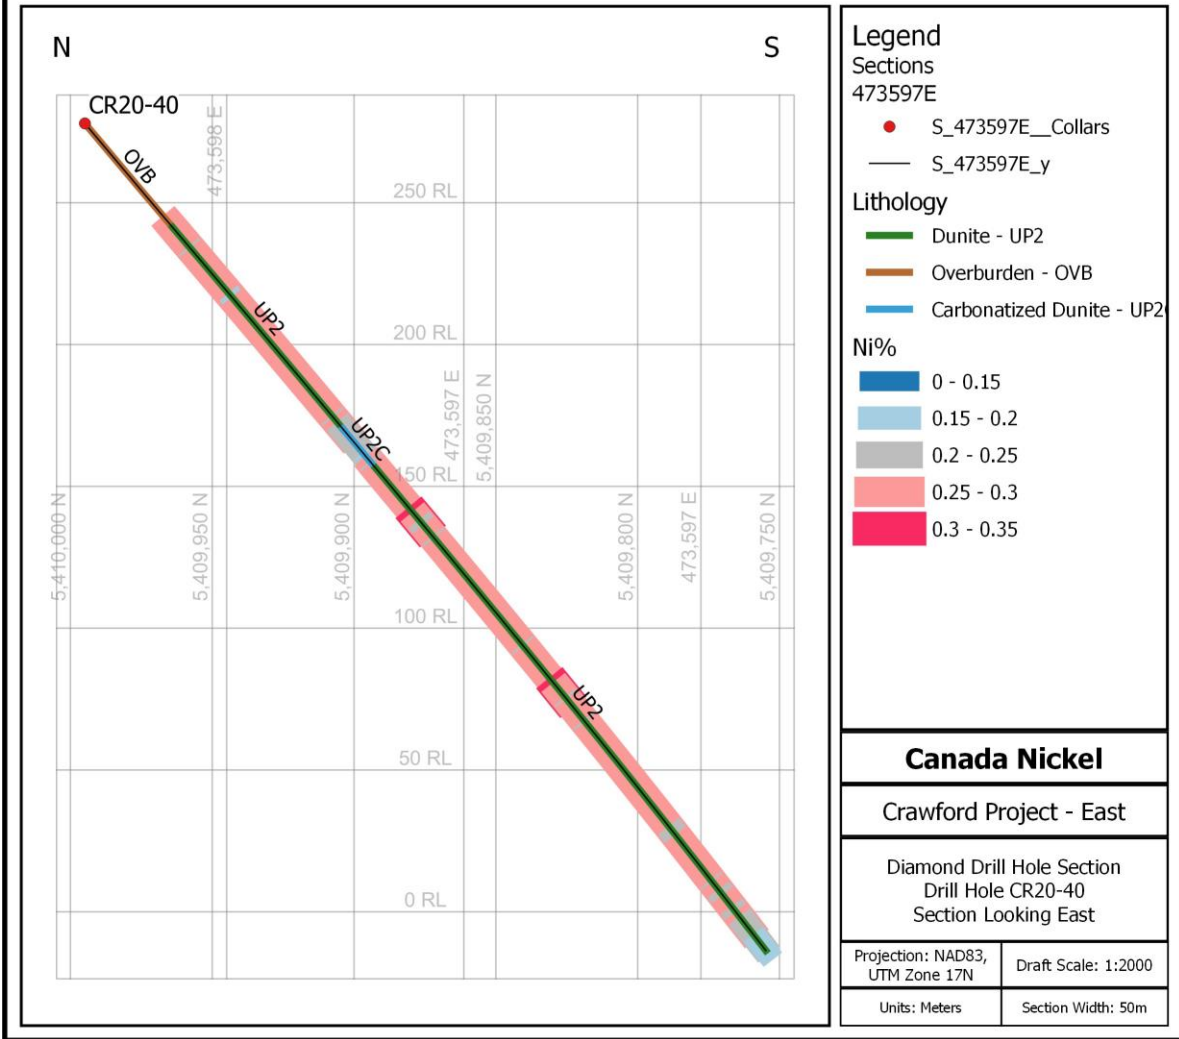 N
S
CR20-40
OVB
473,598 E
250 RL
UP2
200 RL
UP2C
473,597 E
5,409,850 N
150 RL
5,410,000 N
5,409,950 N
5,409,900 N
5,409,800 N
473,597 E
5,409,750 N
100 RL
UP2
50 RL
0 RL
Legend
Sections
473597E
S_473597E__Collars
S_473597E_y
Lithology
Dunite - UP2
Overburden - OVB
Carbonatized Dunite - UP2
Ni%
0 - 0.15
0.15 - 0.2
0.2 - 0.25
0.25 - 0.3
0.3 - 0.35
Canada Nickel
Crawford Project - East
Diamond Drill Hole Section
Drill Hole CR20-40
Section Looking East
Projection: NAD83,
UTM Zone 17N
Draft Scale: 1:2000
Units: Meters
Section Width: 50m